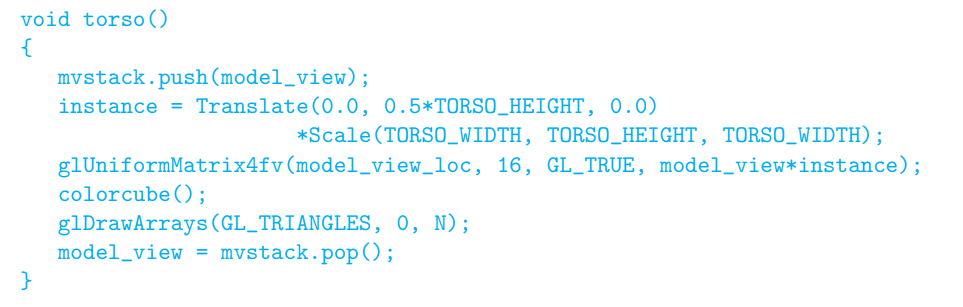 void torso()
{
   mvstack.push(model_view);
   instance = Translate(0.0, 0.5*TORSO_HEIGHT, 0.0)
                      *Scale(TORSO_WIDTH, TORSO_HEIGHT, TORSO_WIDTH);
   glUniformMatrix4fv(model_view_loc, 16, GL_TRUE, model_view*instance);
   colorcube();
   glDrawArrays(GL_TRIANGLES, 0, N);
   model_view = mvstack.pop();
}